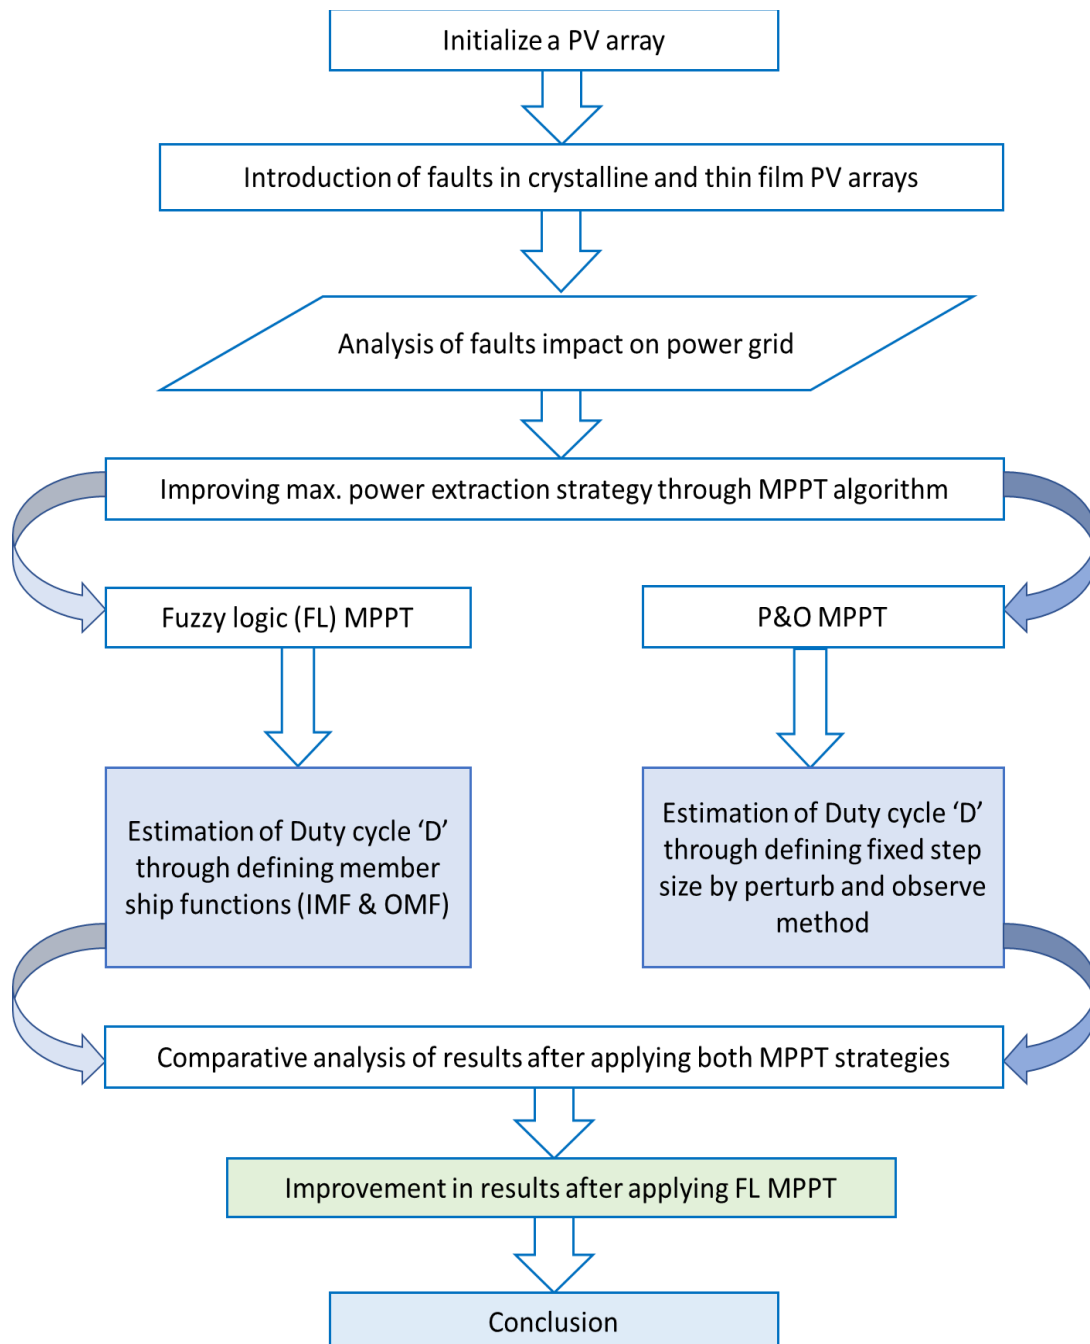 Initialize a PV array
Introduction of faults in crystalline and thin film PV arrays
Analysis of faults impact on power grid
Improving max. power extraction strategy through MPPT algorithm
Fuzzy logic (FL) MPPT
P&O MPPT
Estimation of Duty cycle ‘D’
through defining member
ship functions (IMF & OMF)
Estimation of Duty cycle ‘D’
through defining fixed step
size by perturb and observe
method
Comparative analysis of results after applying both MPPT strategies
Improvement in results after applying FL MPPT
Conclusion